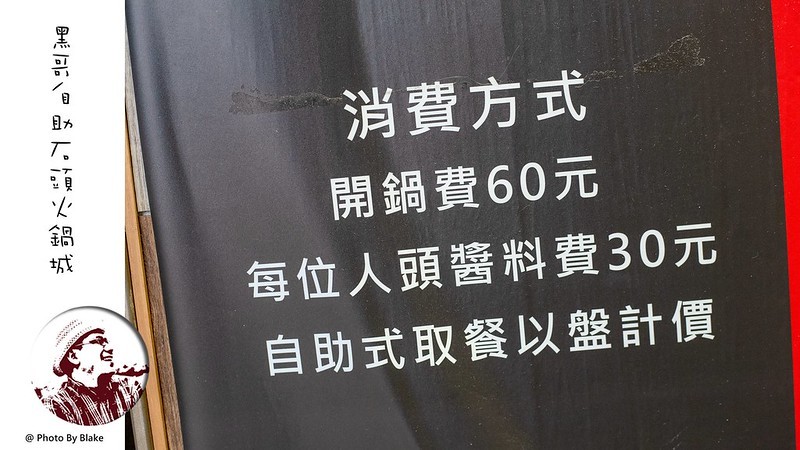 黑哥自助石頭火鍋城
消費方式
開鍋費60元
每位人頭醬料費30元
自助式取餐以盤計價
@ Photo By Blake